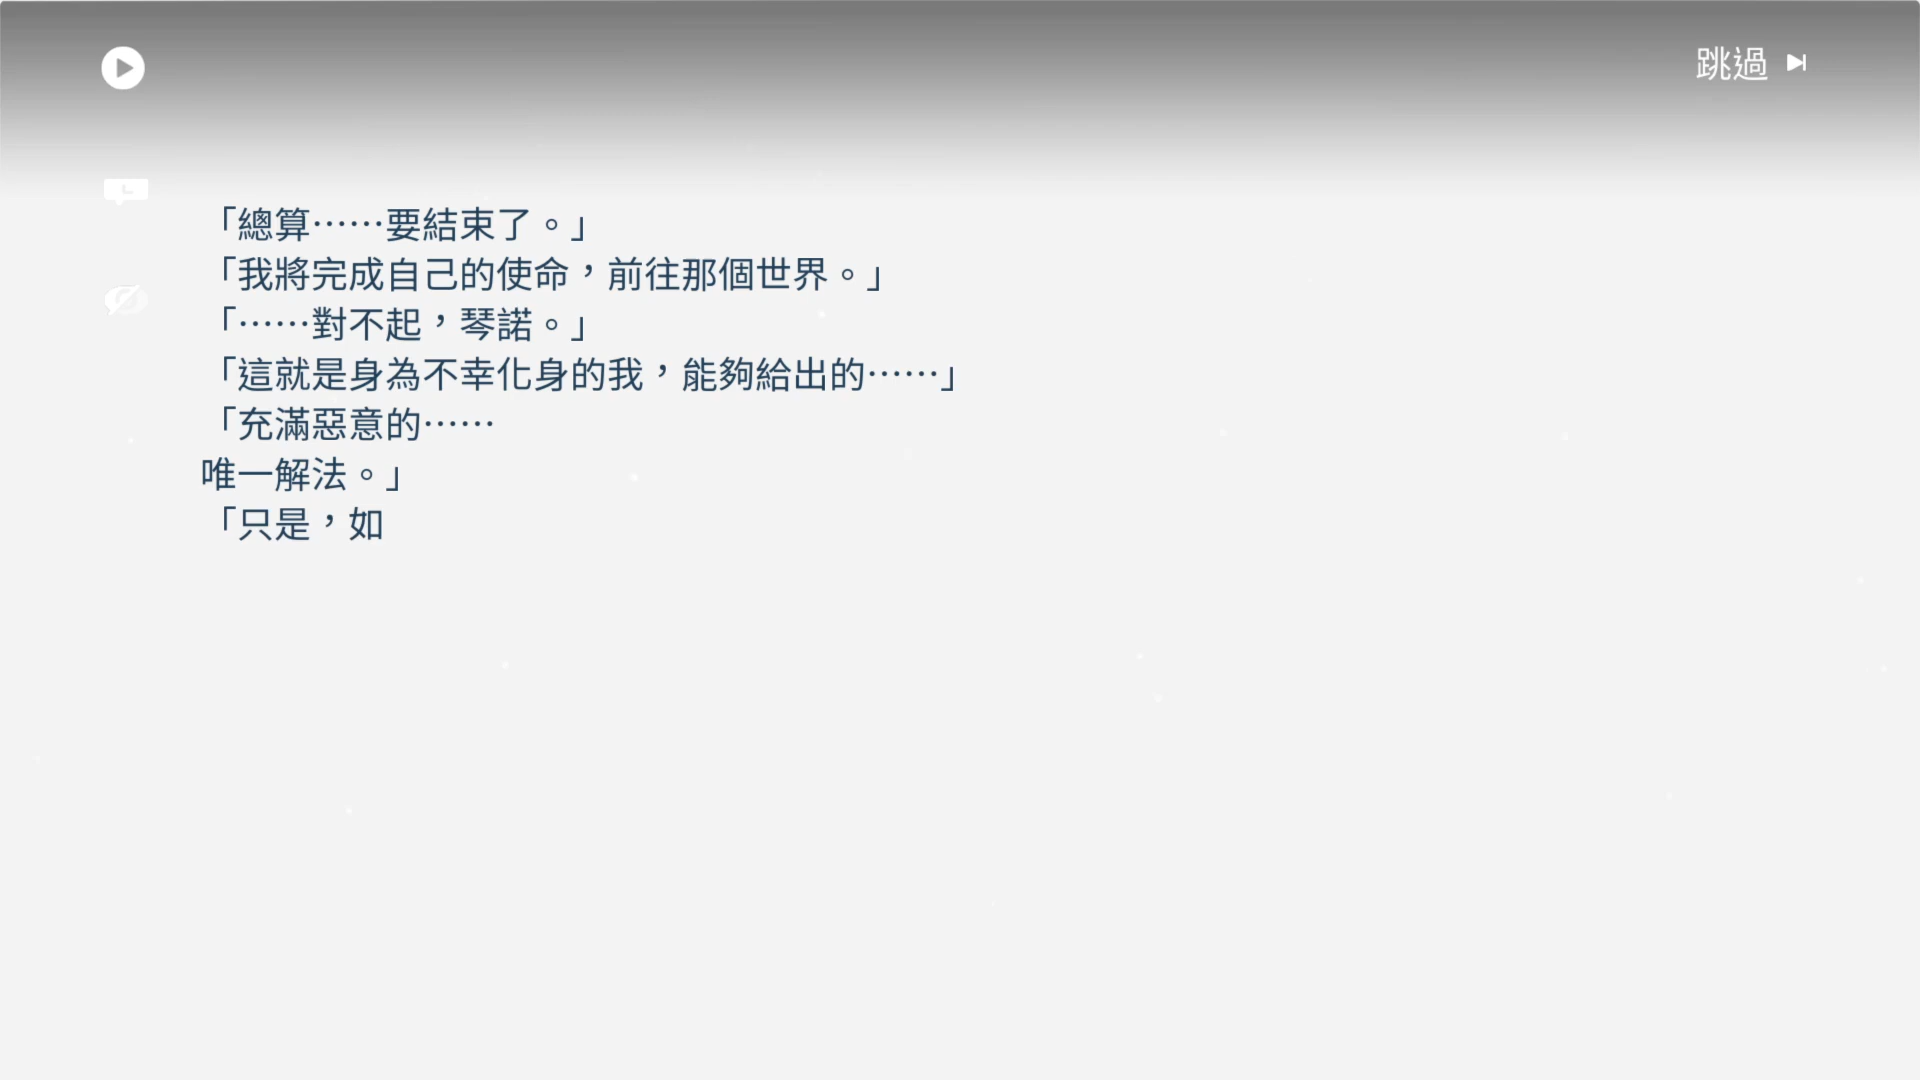 跳過
「總算……要結束了。」
「我將完成自己的使命，前往那個世界。」
「……對不起，琴諾。」
「這就是身為不幸化身的我，能夠給出的……」
「充滿惡意的……
唯一解法。」
「只是，如